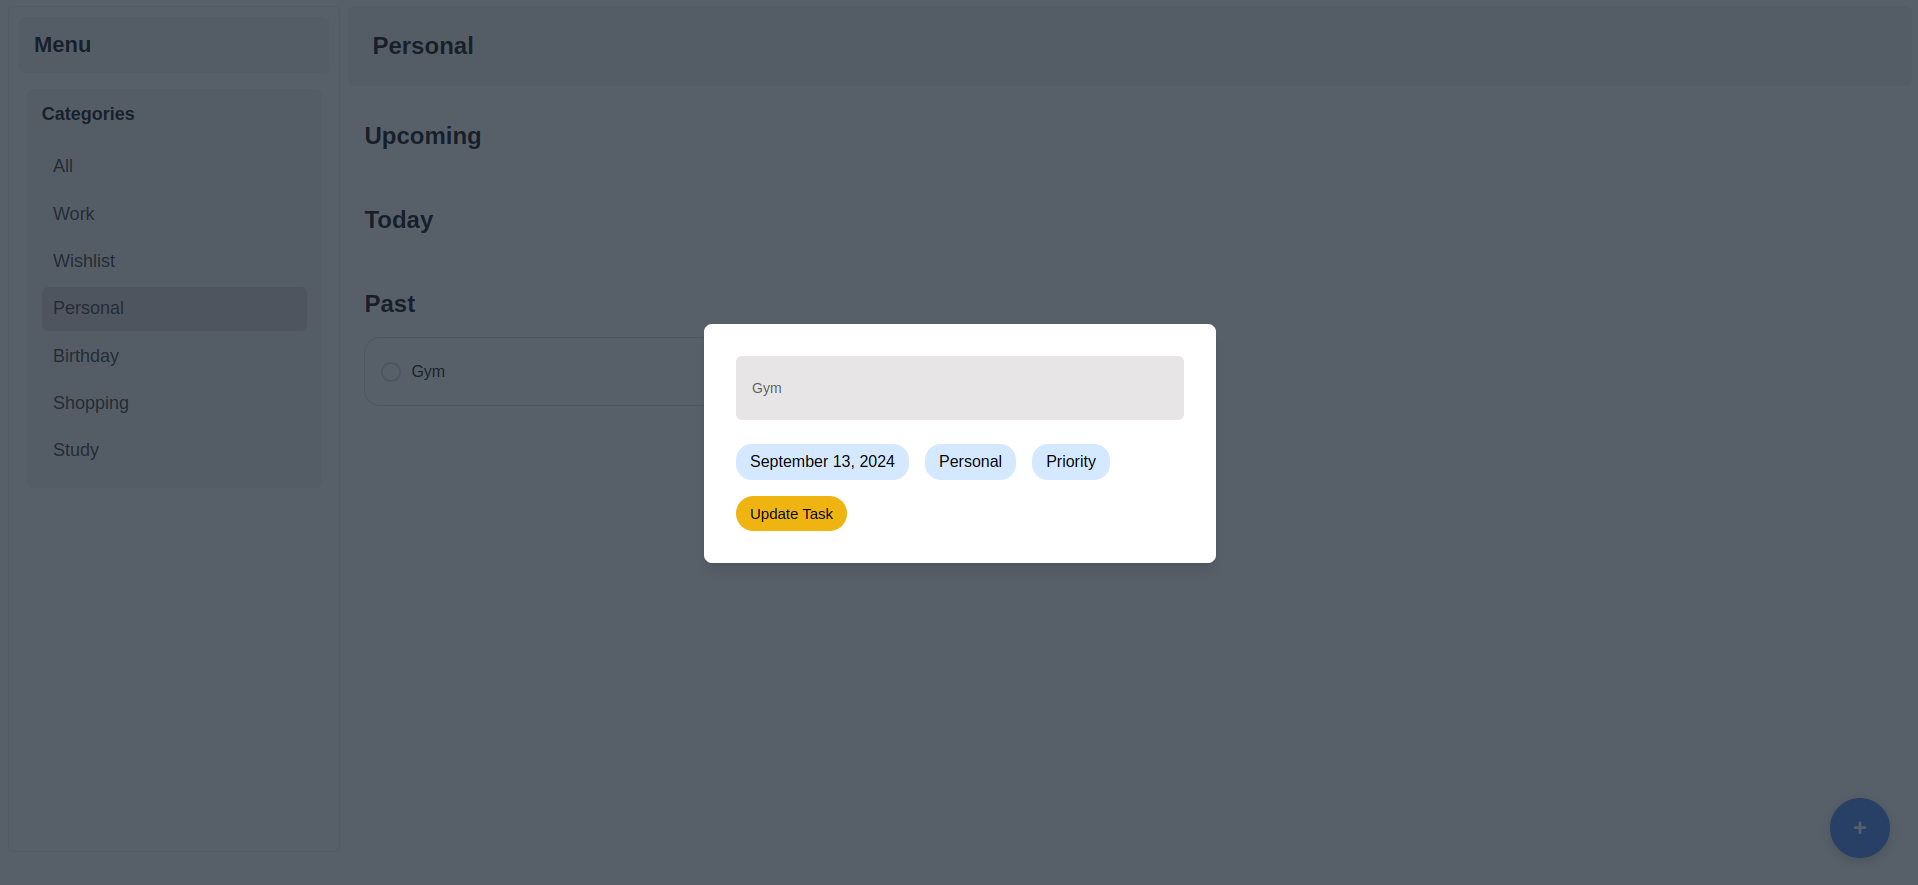 Menu
Categories
All
Work
Wishlist
Personal
Birthday
Shopping
Study
Personal
Upcoming
Today
Past
Gym
Gym
September 13, 2024
Personal
Priority
Update Task
+